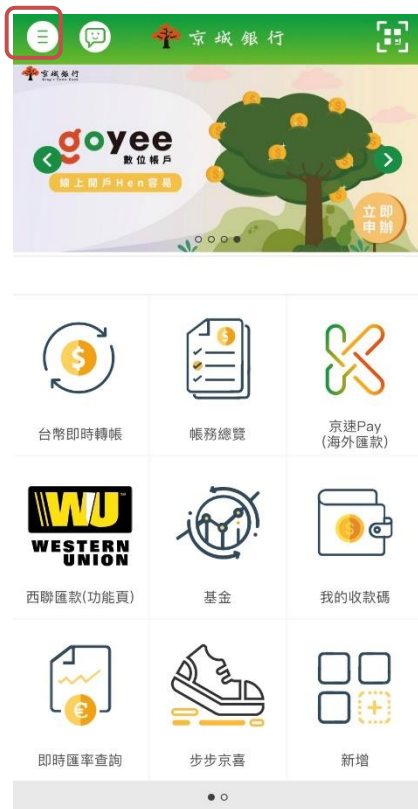 京城銀行
京城銀行
King's Town Bank
goyee
數位帳戶
線上開戶Hen容易
立即
申辦
台幣即時轉帳
帳務總覽
京速Pay
(海外匯款)
WU
WESTERN
UNION
西聯匯款(功能頁)
基金
我的收款碼
即時匯率查詢
步步京喜
新增